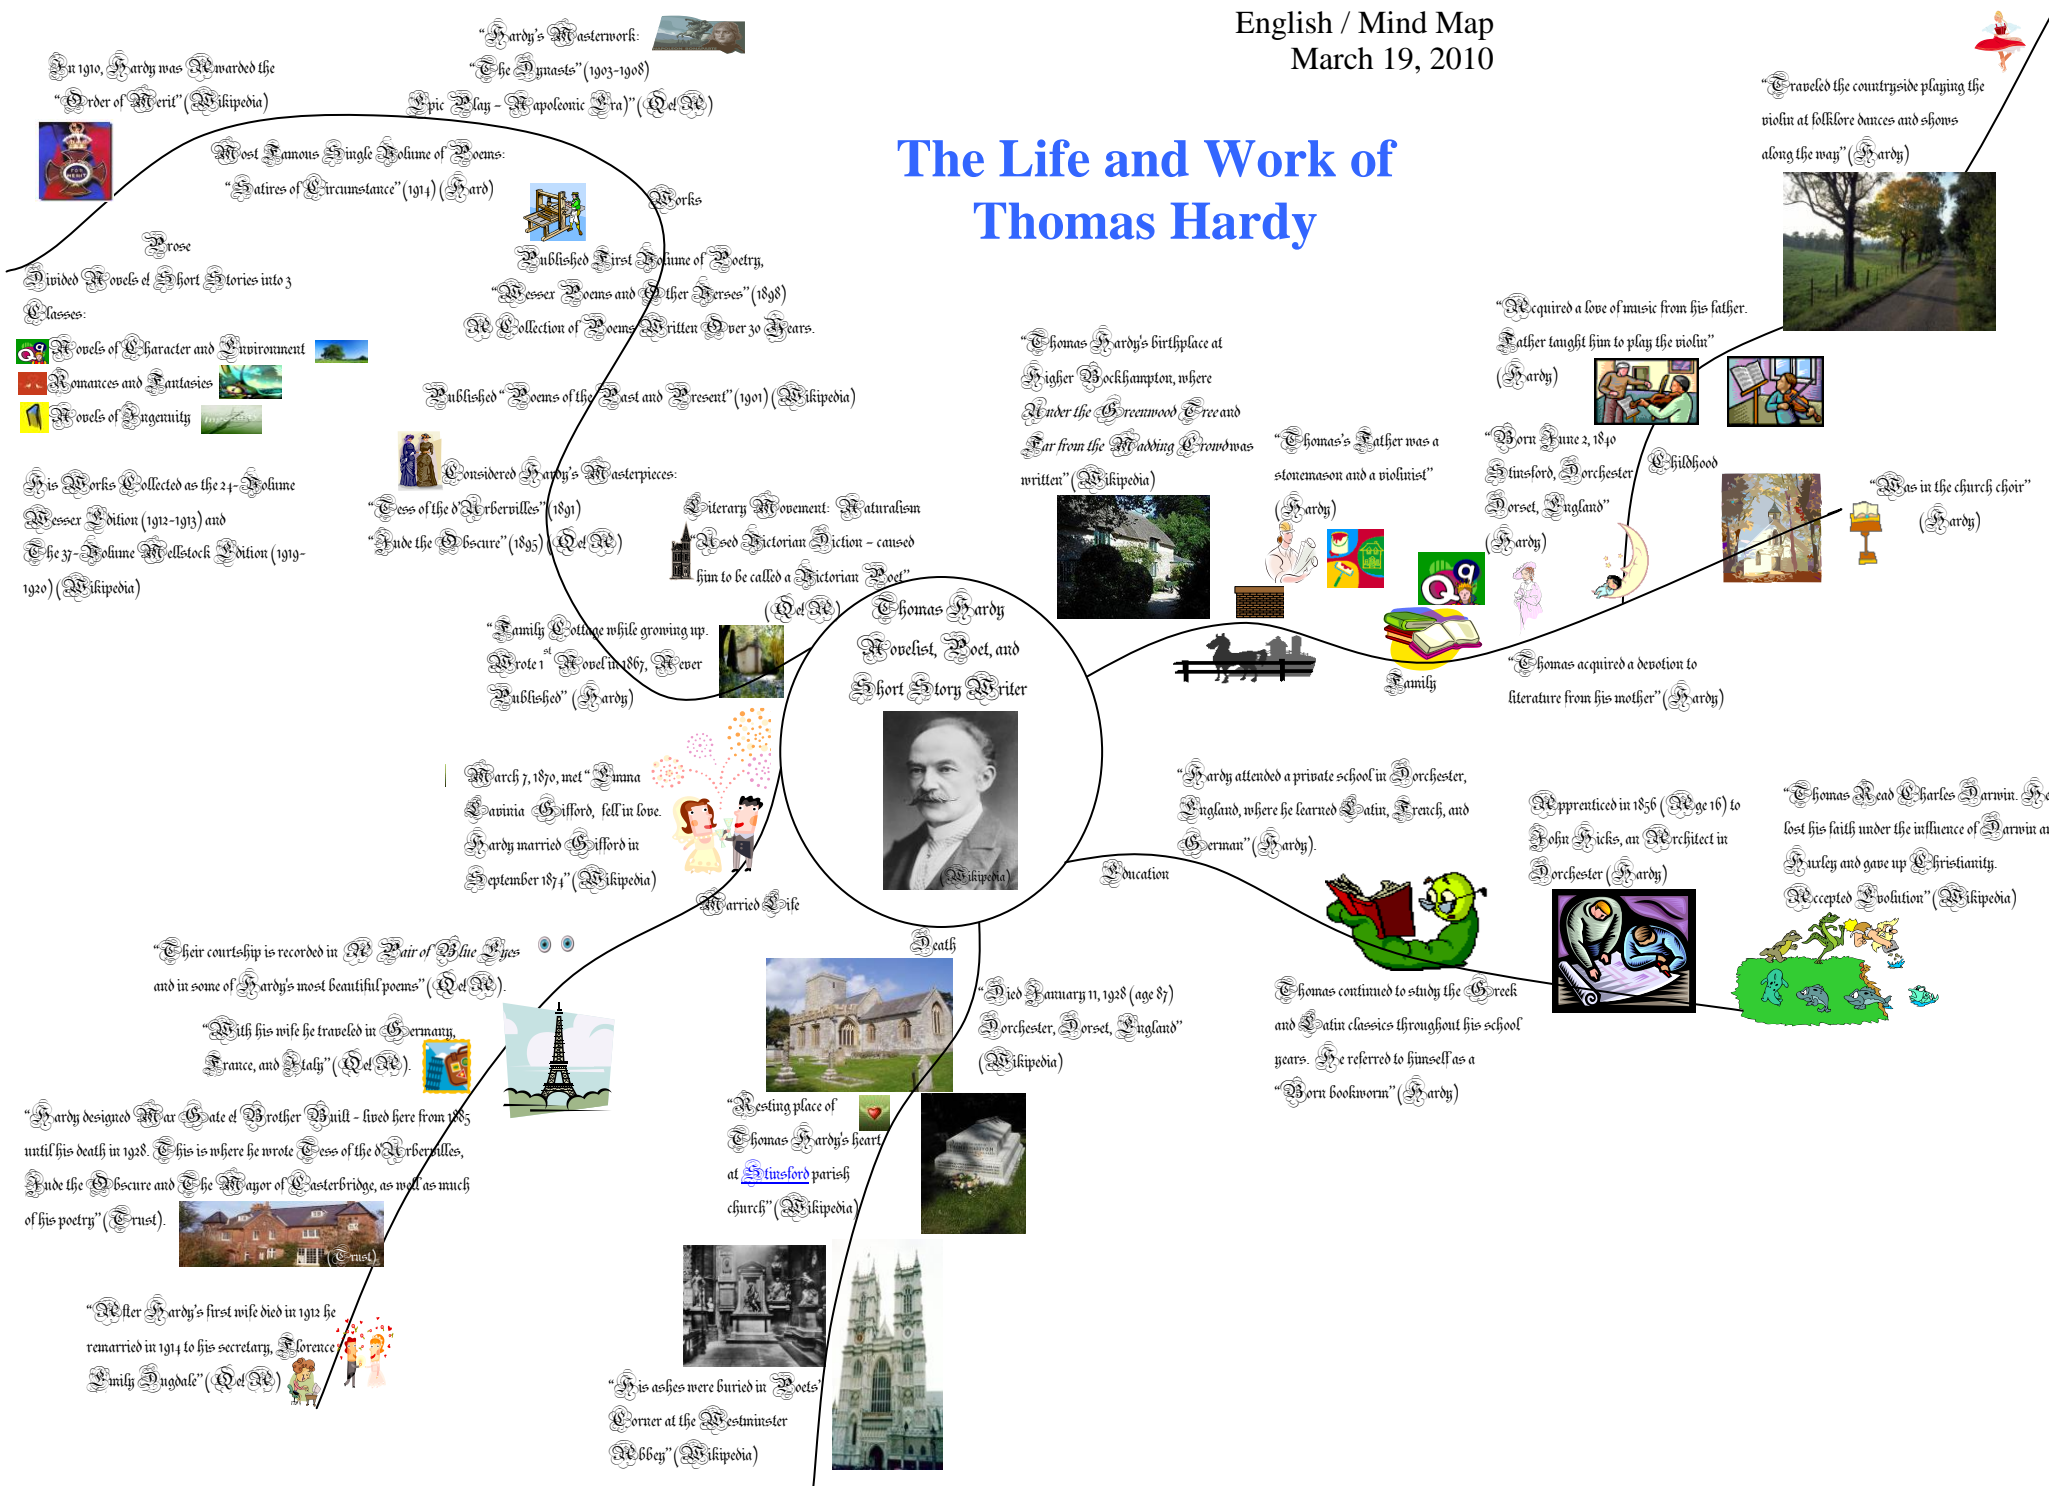 English / Mind Map
March 19, 2010
The Life and Work of
Thomas Hardy
In 1910, Hardy was Awarded the
“Order of Merit” (Wikipedia)
“Hardy's Masterwork:
“The Dynasts” (1903-1908)
Epic Play – Napoleonic Era)” (Q&A)
Most Famous Single Volume of Poems:
“Satires of Circumstance” (1914) (Hard)
Works
Published First Volume of Poetry,
“Wessex Poems and Other Verses” (1898)
A Collection of Poems Written Over 30 Years.
Prose
Divided Novels & Short Stories into 3
Classes:
Novels of Character and Environment
Romances and Fantasies
Novels of Ingenuity
Published “Poems of the Past and Present” (1901) (Wikipedia)
His Works Collected as the 24-Volume
Wessex Edition (1912-1913) and
The 37-Volume Mellstock Edition (1919-
1920) (Wikipedia)
Considered Hardy's Masterpieces:
“Tess of the d'Urbervilles” (1891)
“Jude the Obscure” (1895) (Q&A)
Literary Movement: Naturalism
“Used Victorian Diction – caused
him to be called a Victorian Poet”
(Q&A)
“Family Cottage while growing up.
Wrote 1st Novel in 1867, Never
Published” (Hardy)
Thomas Hardy
Novelist, Poet, and
Short Story Writer
(Wikipedia)
“Thomas Hardy's birthplace at
Higher Bockhampton, where
Under the Greenwood Tree and
Far from the Madding Crowd was
written” (Wikipedia)
“Thomas's Father was a
stonemason and a violinist”
(Hardy)
Family
“Thomas acquired a devotion to
literature from his mother” (Hardy)
“Born June 2, 1840
Stinsford, Dorchester
Dorset, England”
(Hardy)
Childhood
“Acquired a love of music from his father.
Father taught him to play the violin”
(Hardy)
“Traveled the countryside playing the
violin at folklore dances and shows
along the way” (Hardy)
“Was in the church choir”
(Hardy)
Q q
March 7, 1870, met “Emma
Lavinia Gifford, fell in love.
Hardy married Gifford in
September 1874” (Wikipedia)
Married Life
“Their courtship is recorded in A Pair of Blue Eyes
and in some of Hardy's most beautiful poems” (Q&A).
“With his wife he traveled in Germany,
France, and Italy” (Q&A).
“Hardy designed Max Gate & Brother Built – lived here from 1885
until his death in 1928. This is where he wrote Tess of the d'Urbervilles,
Jude the Obscure and The Mayor of Casterbridge, as well as much
of his poetry” (Trust).
(Trust)
“After Hardy's first wife died in 1912 he
remarried in 1914 to his secretary, Florence
Emily Dugdale” (Q&A)
Death
“Died January 11, 1928 (age 87)
Dorchester, Dorset, England”
(Wikipedia)
“Resting place of
Thomas Hardy's heart
at Stinsford parish
church” (Wikipedia)
“His ashes were buried in Poets'
Corner at the Westminster
Abbey” (Wikipedia)
Education
“Hardy attended a private school in Dorchester,
England, where he learned Latin, French, and
German” (Hardy).
Thomas continued to study the Greek
and Latin classics throughout his school
years. He referred to himself as a
“Born bookworm” (Hardy)
Apprenticed in 1856 (Age 16) to
John Hicks, an Architect in
Dorchester (Hardy)
“Thomas Read Charles Darwin. He
lost his faith under the influence of Darwin an
Huxley and gave up Christianity.
Accepted Evolution” (Wikipedia)